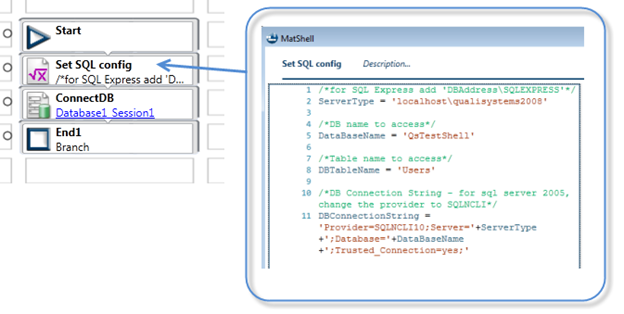 Start
Set SQL config
/*for SQL Express add 'D...
ConnectDB
Database1_Session1
End1
Branch
MatShell
Set SQL config Description...
1 /*for SQL Express add 'DBAddress\SQLEXPRESS'*/
2 ServerType = 'localhost\qualisystems2008'
3
4 /*DB name to access*/
5 DataBaseName = 'QsTestShell'
6
7 /*Table name to access*/
8 DBTableName = 'Users'
9
10 /*DB Connection String - for sql server 2005,
change the provider to SQLNCLI*/
11 DBConnectionString =
'Provider=SQLNCLI10;Server='+ServerType
+';Database='+DataBaseName
+';Trusted_Connection=yes;'